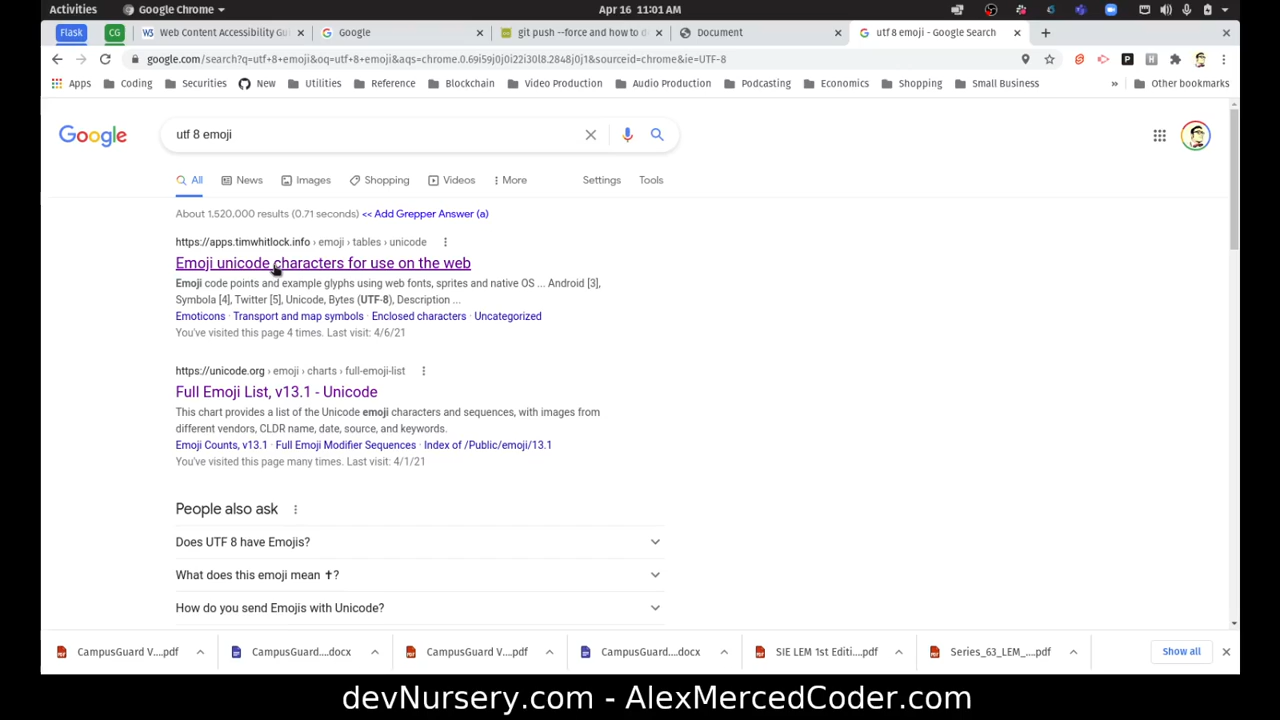 Activities
Google Chrome
Apr 16 11:01 AM
Flask
CG
Web Content Accessibility Gui
Google
git push --force and how to d
Document
utf 8 emoji - Google Search
google.com/search?q=utf+8+emoji&oq=utf+8+emoji&aqs=chrome.0.69i59j0j0i22i30l8.2848j0j1&sourceid=chrome&ie=UTF-8
Apps
Coding
Securities
New
Utilities
Reference
Blockchain
Video Production
Audio Production
Podcasting
Economics
Shopping
Small Business
»
Other bookmarks
Google
utf 8 emoji
All
News
Images
Shopping
Videos
More
Settings
Tools
About 1,520,000 results (0.71 seconds) << Add Grepper Answer (a)
https://apps.timwhitlock.info › emoji › tables › unicode
Emoji unicode characters for use on the web
Emoji code points and example glyphs using web fonts, sprites and native OS ... Android [3],
Symbola [4], Twitter [5], Unicode, Bytes (UTF-8), Description ...
Emoticons · Transport and map symbols · Enclosed characters · Uncategorized
You've visited this page 4 times. Last visit: 4/6/21
https://unicode.org › emoji › charts › full-emoji-list
Full Emoji List, v13.1 - Unicode
This chart provides a list of the Unicode emoji characters and sequences, with images from
different vendors, CLDR name, date, source, and keywords.
Emoji Counts, v13.1 · Full Emoji Modifier Sequences · Index of /Public/emoji/13.1
You've visited this page many times. Last visit: 4/1/21
People also ask
Does UTF 8 have Emojis?
What does this emoji mean ✝?
How do you send Emojis with Unicode?
CampusGuard V....pdf
CampusGuard....docx
CampusGuard V....pdf
CampusGuard....docx
SIE LEM 1st Editi....pdf
Series_63_LEM_....pdf
Show all
devNursery.com - AlexMercedCoder.com